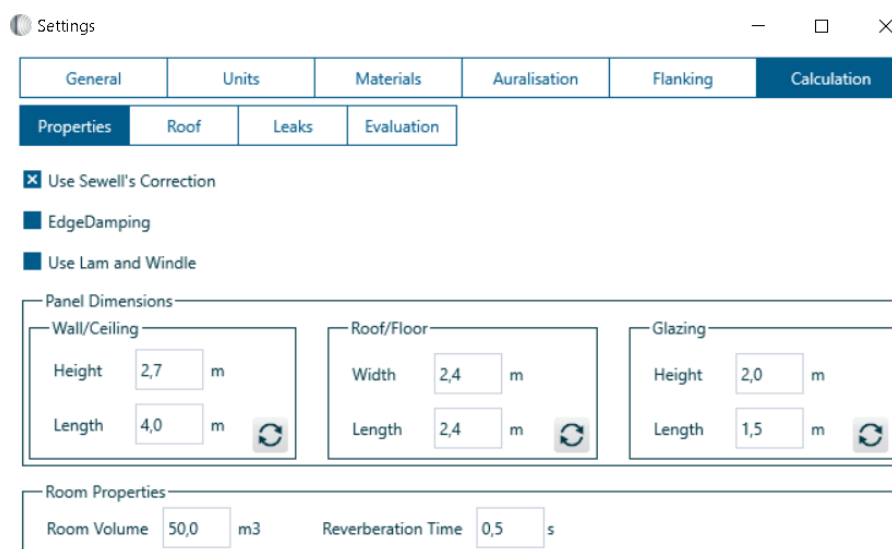 Settings
General Units Materials Auralisation Flanking Calculation
Properties Roof Leaks Evaluation
Use Sewell's Correction
EdgeDamping
Use Lam and Windle
Panel Dimensions
Wall/Ceiling Roof/Floor Glazing
Height 2,7 m Width 2,4 m Height 2,0 m
Length 4,0 m Length 2,4 m Length 1,5 m
Room Properties
Room Volume 50,0 m3 Reverberation Time 0,5 s